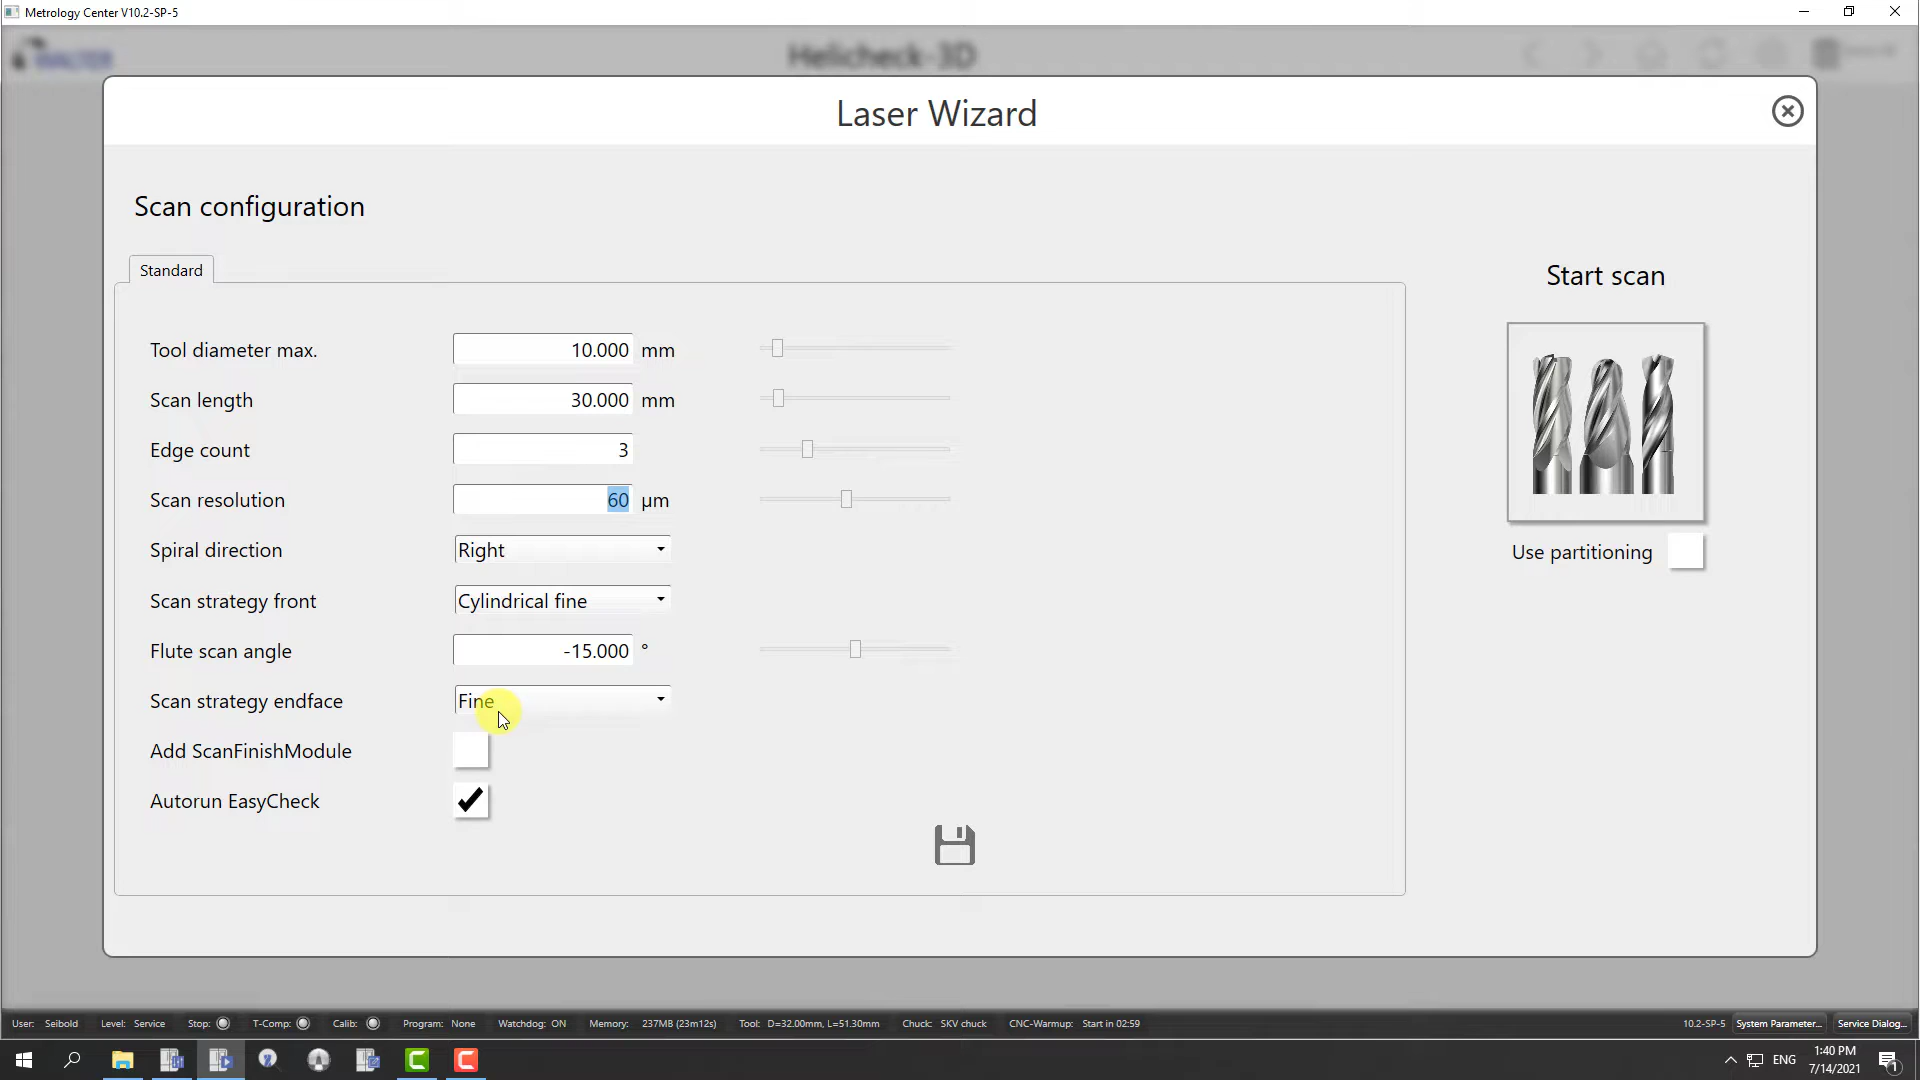 Metrology Center V10.2-SP-5
WALTER
Helicheck-3D
Laser Wizard
Scan configuration
Standard
Start scan
Tool diameter max. 10.000 mm
Scan length 30.000 mm
Edge count 3
Scan resolution 60 µm
Spiral direction Right
Use partitioning
Scan strategy front Cylindrical fine
Flute scan angle -15.000 °
Scan strategy endface Fine
Add ScanFinishModule
Autorun EasyCheck
User: Seibold Level: Service Stop: T-Comp: Calib: Program: None Watchdog: ON Memory: 237MB (23m12s) Tool: D=32.00mm, L=51.30mm Chuck: SKV chuck CNC-Warmup: Start in 02:59 10.2-SP-5 System Parameter... Service Dialog...
ENG 1:40 PM
7/14/2021
1